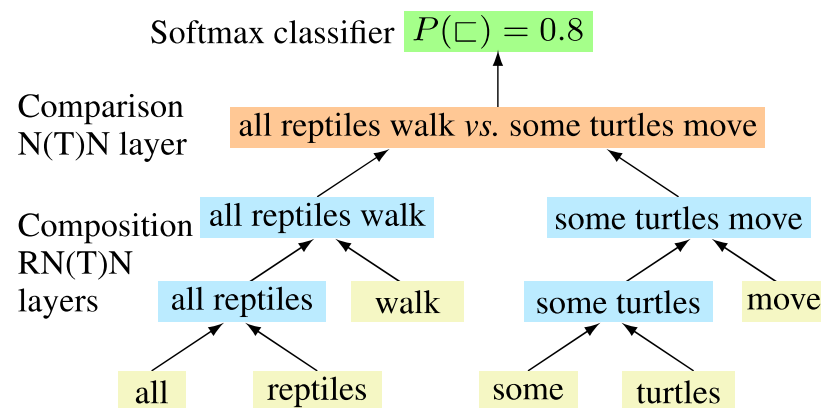 Softmax classifier P(⊏) = 0.8
Comparison
N(T)N layer
all reptiles walk vs. some turtles move
Composition
RN(T)N
layers
all reptiles walk
some turtles move
all reptiles
walk
some turtles
move
all
reptiles
some
turtles